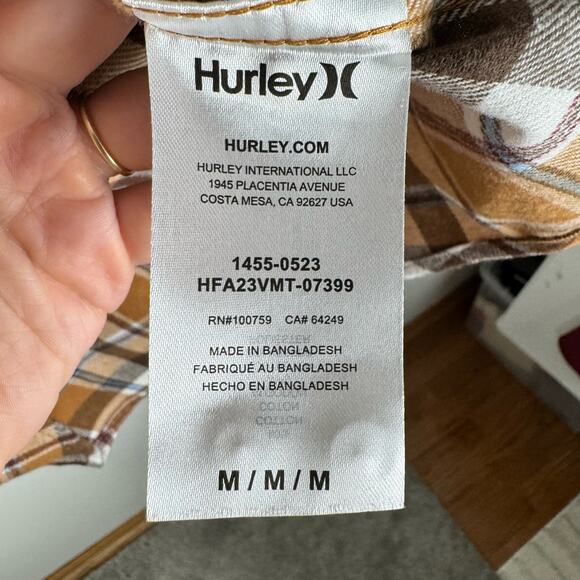 Hurley
HURLEY.COM
HURLEY INTERNATIONAL LLC
1945 PLACENTIA AVENUE
COSTA MESA, CA 92627 USA
1455-0523
HFA23VMT-07399
RN#100759 CA# 64249
MADE IN BANGLADESH
FABRIQUÉ AU BANGLADESH
HECHO EN BANGLADESH
M / M / M